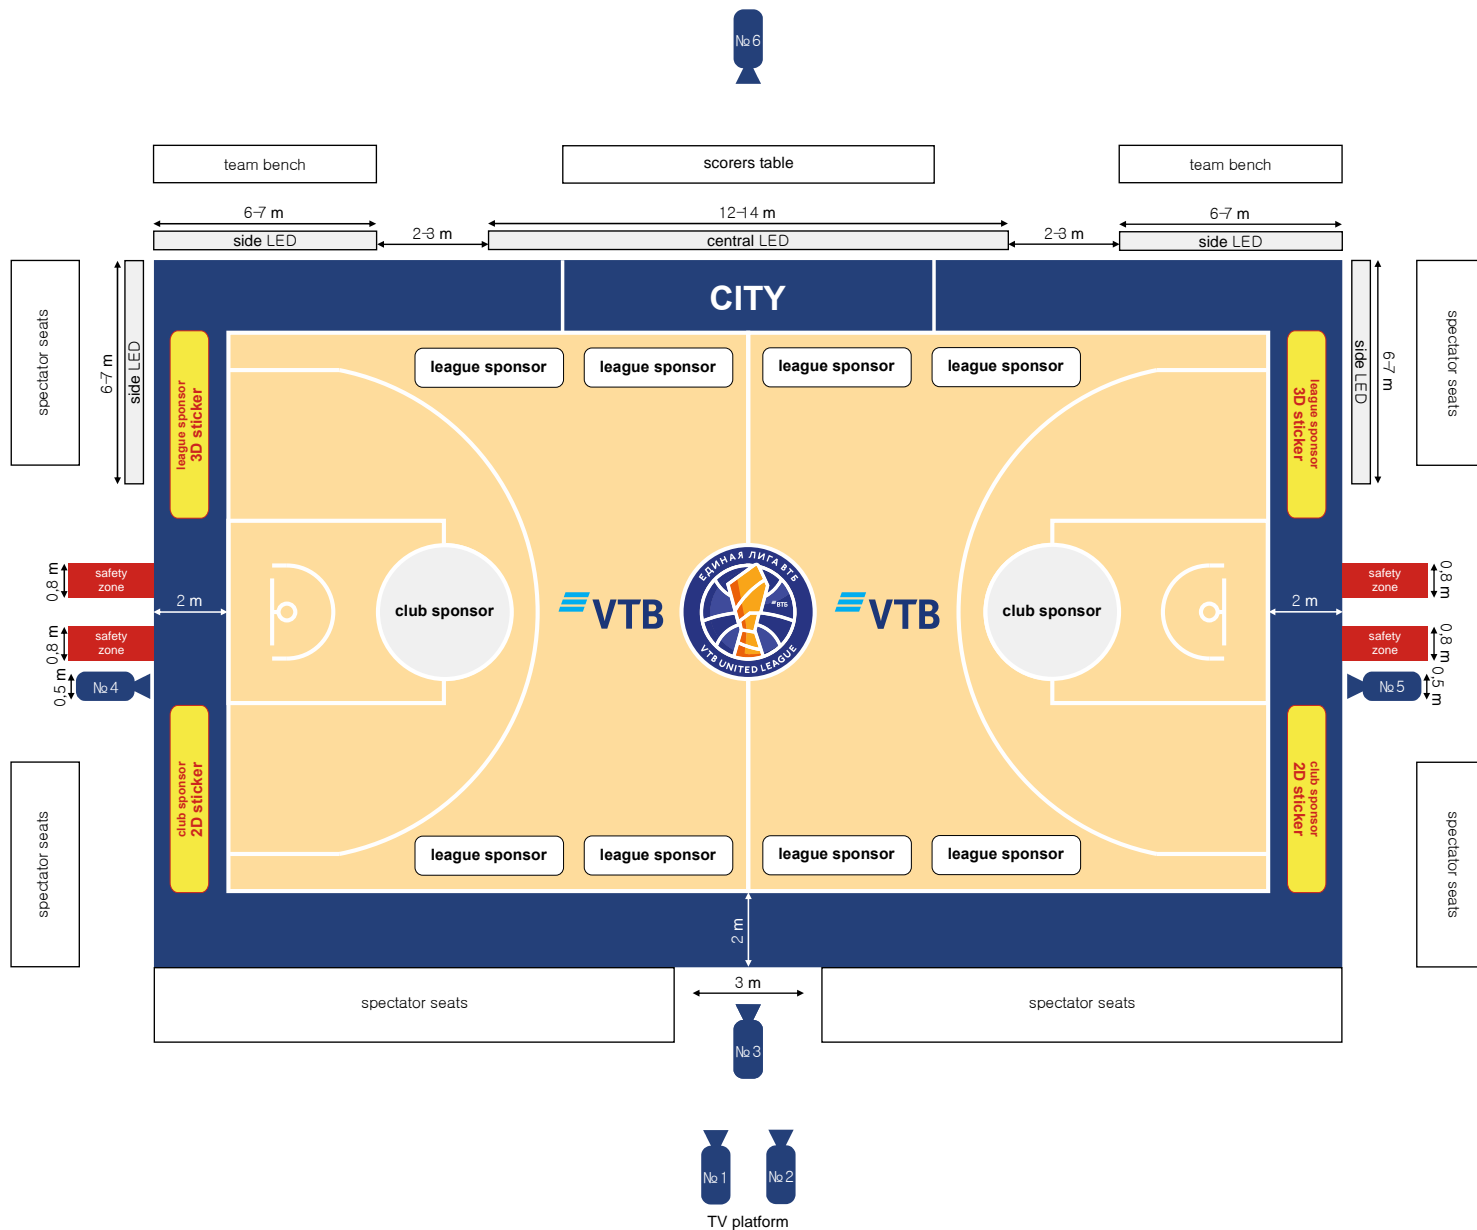 №6
team bench
scorers table
team bench
6-7 m
12-14 m
6-7 m
side LED
2-3 m
central LED
2-3 m
side LED
CITY
spectator seats
6-7 m
side LED
league sponsor
3D sticker
league sponsor
league sponsor
league sponsor
league sponsor
league sponsor
3D sticker
side LED
6-7 m
spectator seats
0,8 m
safety
zone
2 m
0,8 m
safety
zone
0,5 m
№4
club sponsor
VTB
ЕДИНАЯ ЛИГА ВТБ
ВТБ
VTB UNITED LEAGUE
VTB
club sponsor
2 m
safety
zone
0,8 m
safety
zone
0,8 m
№5
0,5 m
spectator seats
club sponsor
2D sticker
league sponsor
league sponsor
league sponsor
league sponsor
club sponsor
2D sticker
spectator seats
2 m
spectator seats
3 m
spectator seats
№3
№1
№2
TV platform